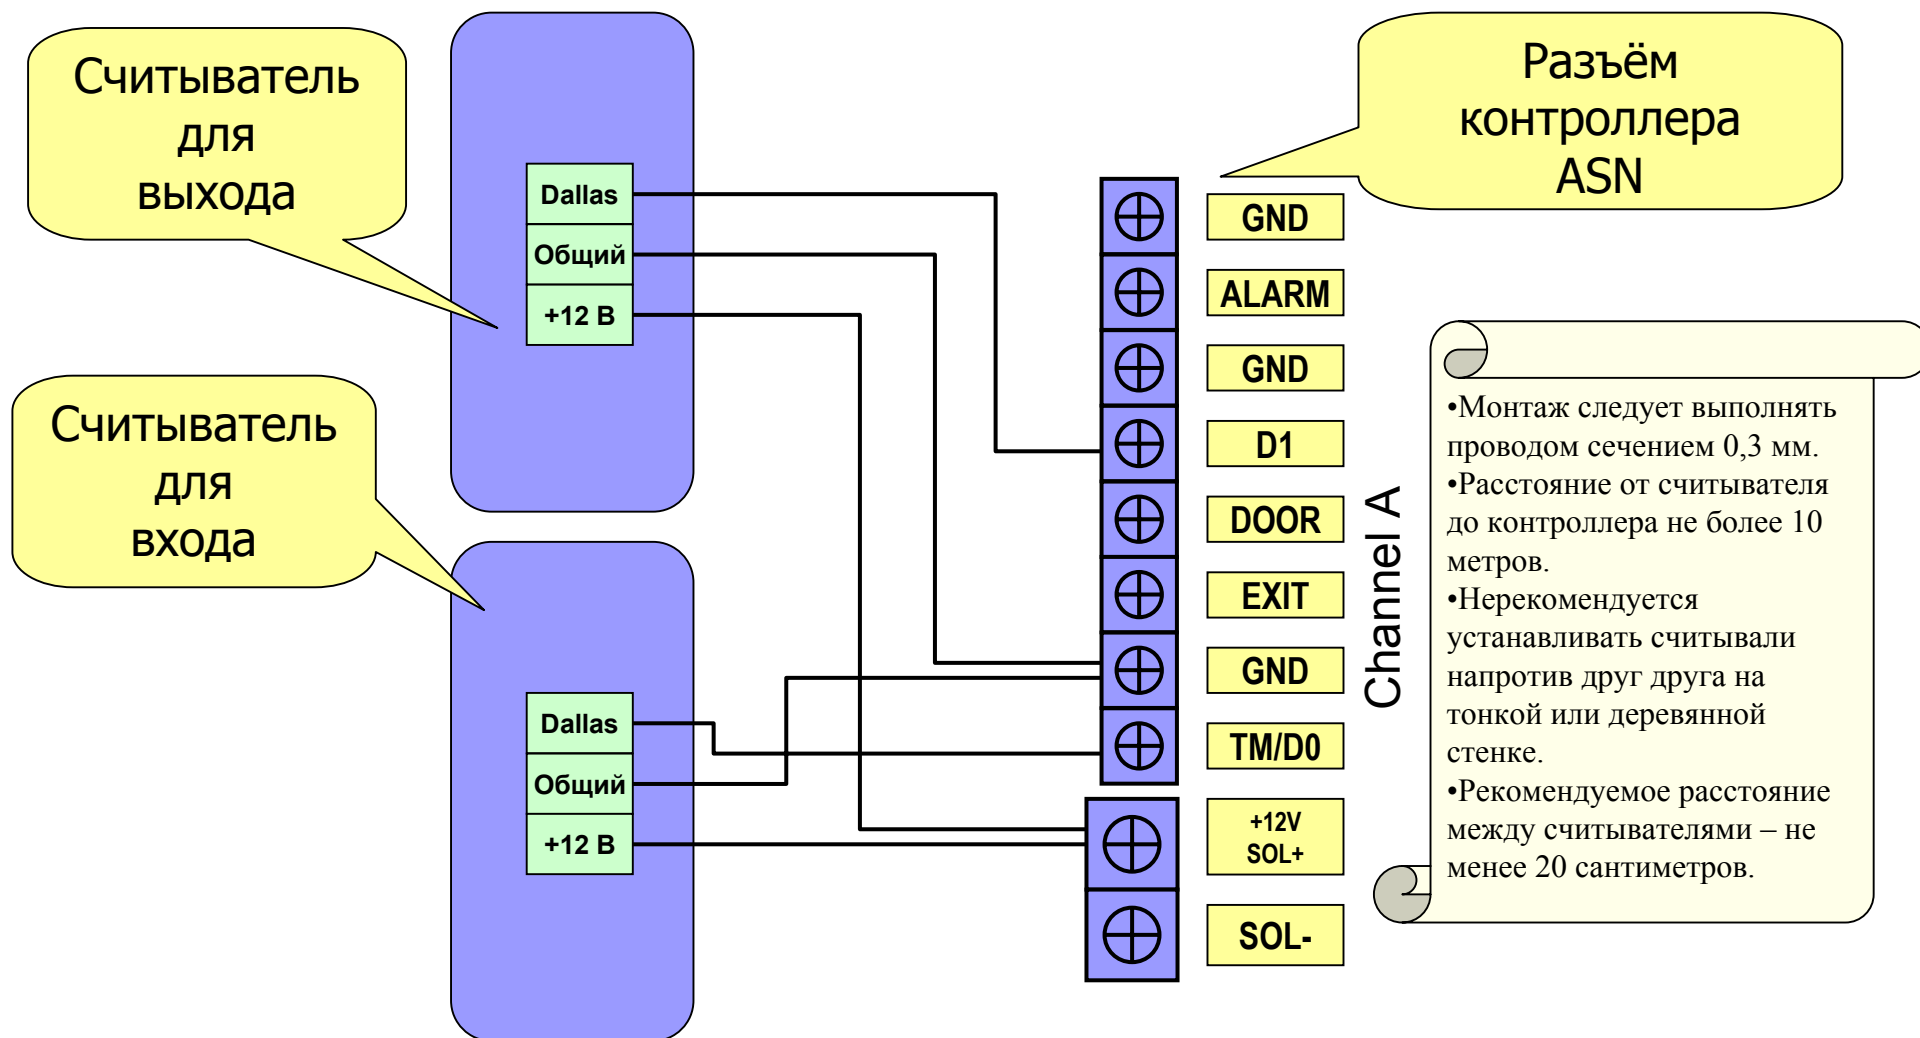 Считыватель
для
выхода
Dallas
Общий
+12 В
Считыватель
для
входа
Dallas
Общий
+12 В
Разъём
контроллера
ASN
GND
ALARM
GND
D1
DOOR
EXIT
GND
TM/D0
+12V
SOL+
SOL-
Channel A
•Монтаж следует выполнять
проводом сечением 0,3 мм.
•Расстояние от считывателя
до контроллера не более 10
метров.
•Нерекомендуется
устанавливать считывали
напротив друг друга на
тонкой или деревянной
стенке.
•Рекомендуемое расстояние
между считывателями – не
менее 20 сантиметров.